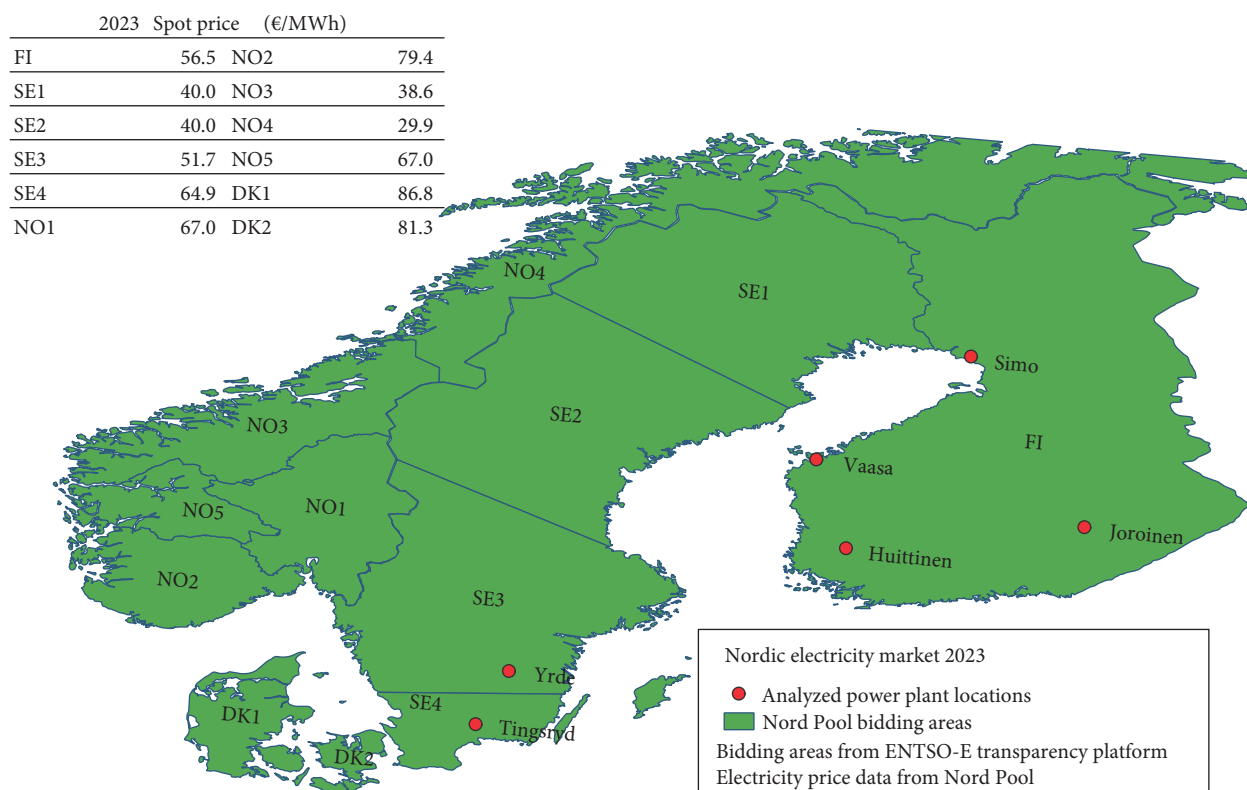 2023 Spot price (€/MWh)
FI 56.5 NO2 79.4
SE1 40.0 NO3 38.6
SE2 40.0 NO4 29.9
SE3 51.7 NO5 67.0
SE4 64.9 DK1 86.8
NO1 67.0 DK2 81.3
NO4
SE1
Simo
SE2
NO3
FI
Vaasa
NO5
NO1
Joroinen
Huittinen
NO2
SE3
Yrde
SE4
DK1
Tingsryd
DK2
Nordic electricity market 2023
Analyzed power plant locations
Nord Pool bidding areas
Bidding areas from ENTSO-E transparency platform
Electricity price data from Nord Pool